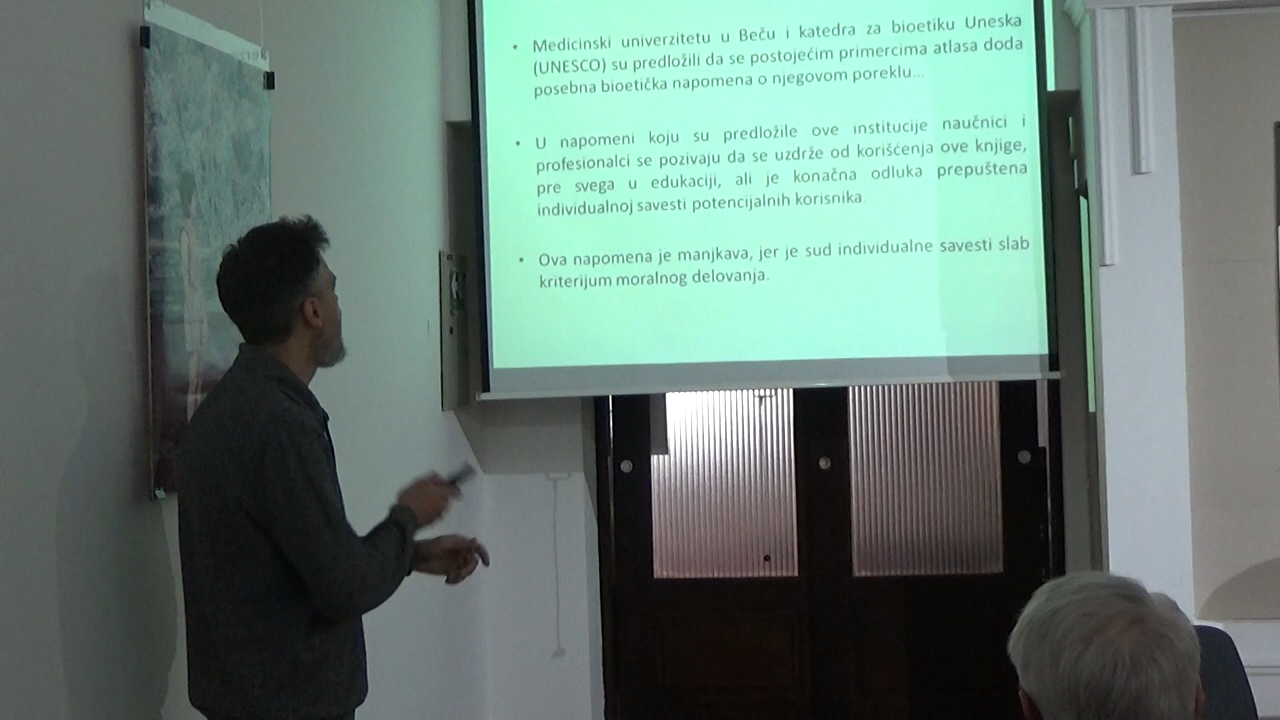 • Medicinski univerzitetu u Beču i katedra za bioetiku Uneska
(UNESCO) su predložili da se postojećim primercima atlasa doda
posebna bioetička napomena o njegovom poreklu...
• U napomeni koju su predložile ove institucije naučnici i
profesionalci se pozivaju da se uzdrže od korišćenja ove knjige,
pre svega u edukaciji, ali je konačna odluka prepuštena
individualnoj savesti potencijalnih korisnika.
• Ova napomena je manjkava, jer je sud individualne savesti slab
kriterijum moralnog delovanja.